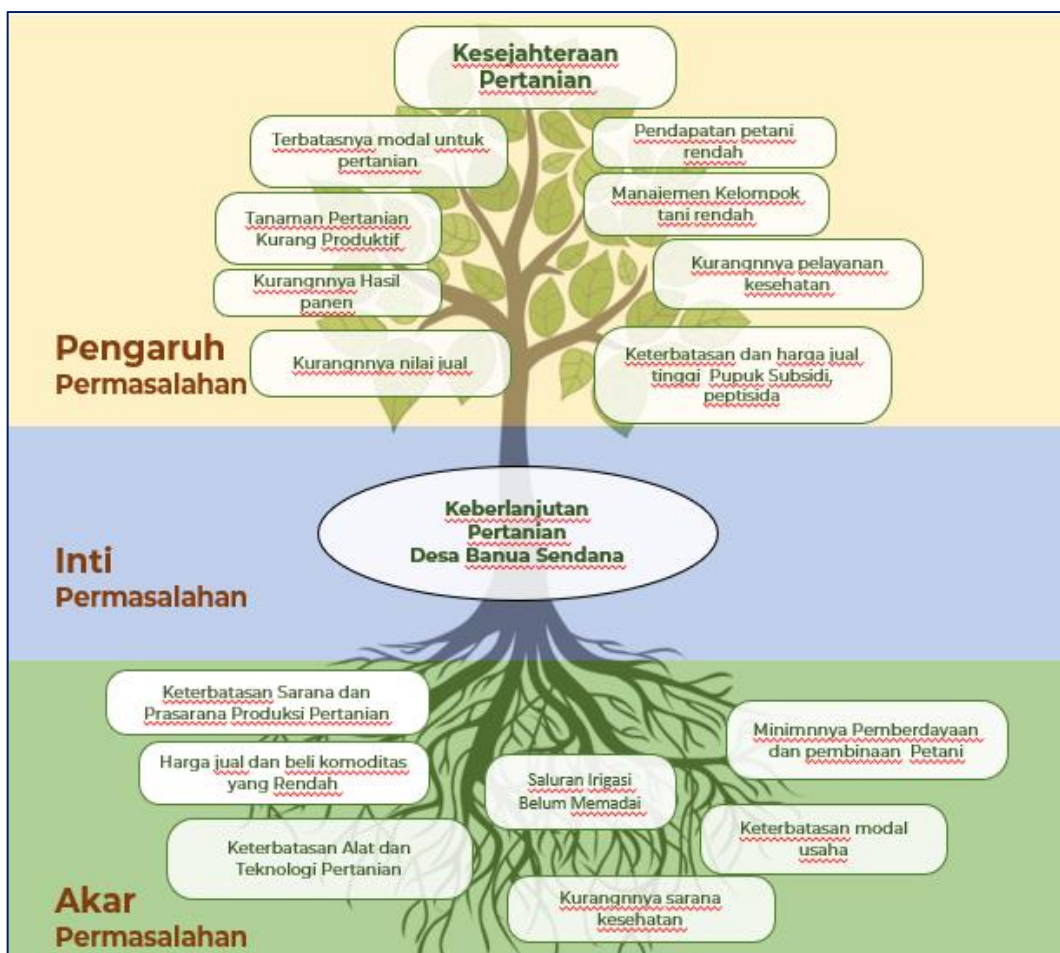 Kesejahteraan
Pertanian
Terbatasnya modal untuk
pertanian
Pendapatan petani
rendah
Manajemen Kelompok
tani rendah
Tanaman Pertanian
Kurang Produktif
Kurangnnya pelayanan
kesehatan
Kurangnnya Hasil
panen
Kurangnnya nilai jual
Keterbatasan dan harga jual
tinggi Pupuk Subsidi,
peptisida
Pengaruh
Permasalahan
Keberlanjutan
Pertanian
Desa Banua Sendana
Inti
Permasalahan
Keterbatasan Sarana dan
Prasarana Produksi Pertanian
Minimnnya Pemberdayaan
dan pembinaan Petani
Harga jual dan beli komoditas
yang Rendah
Saluran Irigasi
Belum Memadai
Keterbatasan modal
usaha
Keterbatasan Alat dan
Teknologi Pertanian
Kurangnnya sarana
kesehatan
Akar
Permasalahan